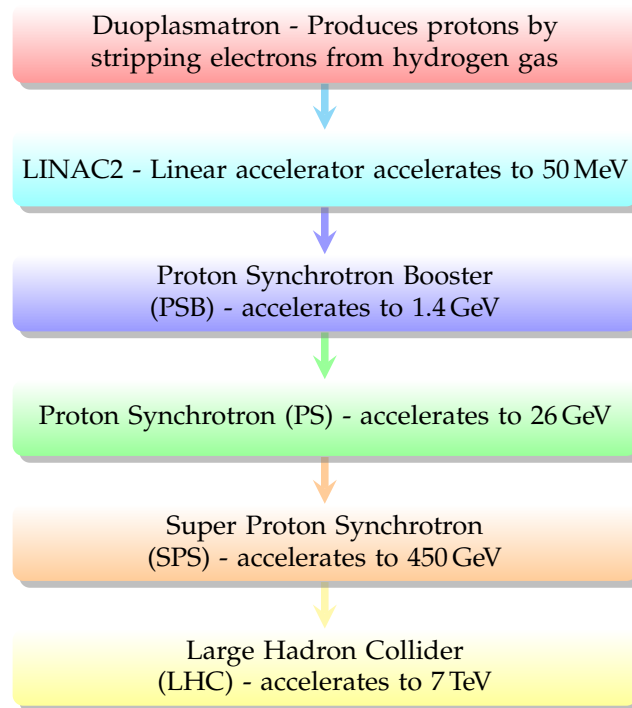 Duoplasmatron - Produces protons by
stripping electrons from hydrogen gas
LINAC2 - Linear accelerator accelerates to 50 MeV
Proton Synchrotron Booster
(PSB) - accelerates to 1.4 GeV
Proton Synchrotron (PS) - accelerates to 26 GeV
Super Proton Synchrotron
(SPS) - accelerates to 450 GeV
Large Hadron Collider
(LHC) - accelerates to 7 TeV